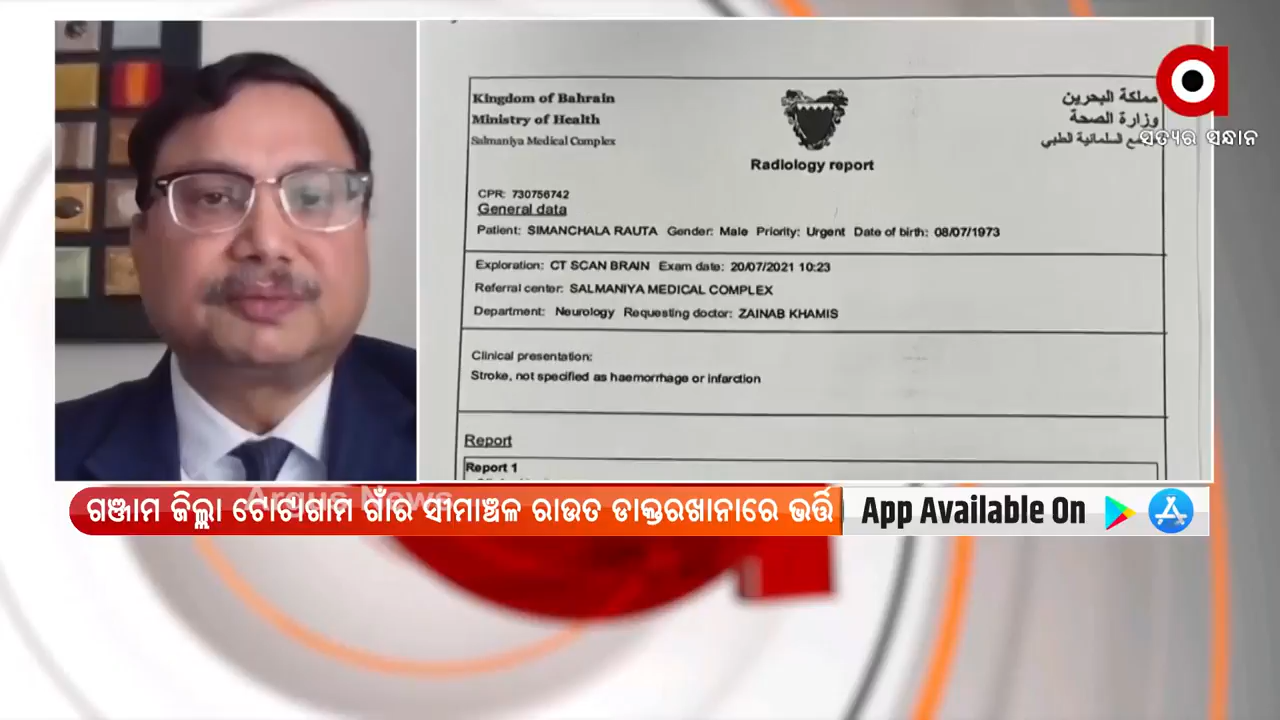 Kingdom of Bahrain
Ministry of Health
Salmaniya Medical Complex
مملكة البحرين
وزارة الصحة
السلمانية الطبي
Radiology report
ସତ୍ୟର ସନ୍ଧାନ
CPR: 730756742
General data
Patient: SIMANCHALA RAUTA Gender: Male Priority: Urgent Date of birth: 08/07/1973
Exploration: CT SCAN BRAIN Exam date: 20/07/2021 10:23
Referral center: SALMANIYA MEDICAL COMPLEX
Department: Neurology Requesting doctor: ZAINAB KHAMIS
Clinical presentation:
Stroke, not specified as haemorrhage or infarction
Report
Report 1
Argus News
ଗଞ୍ଜାମ ଜିଲ୍ଲା ଟୋଟାଗାମ ଗାଁର ସୀମାଞ୍ଚଳ ରାଉତ ଡାକ୍ତରଖାନାରେ ଭର୍ତ୍ତି
App Available On